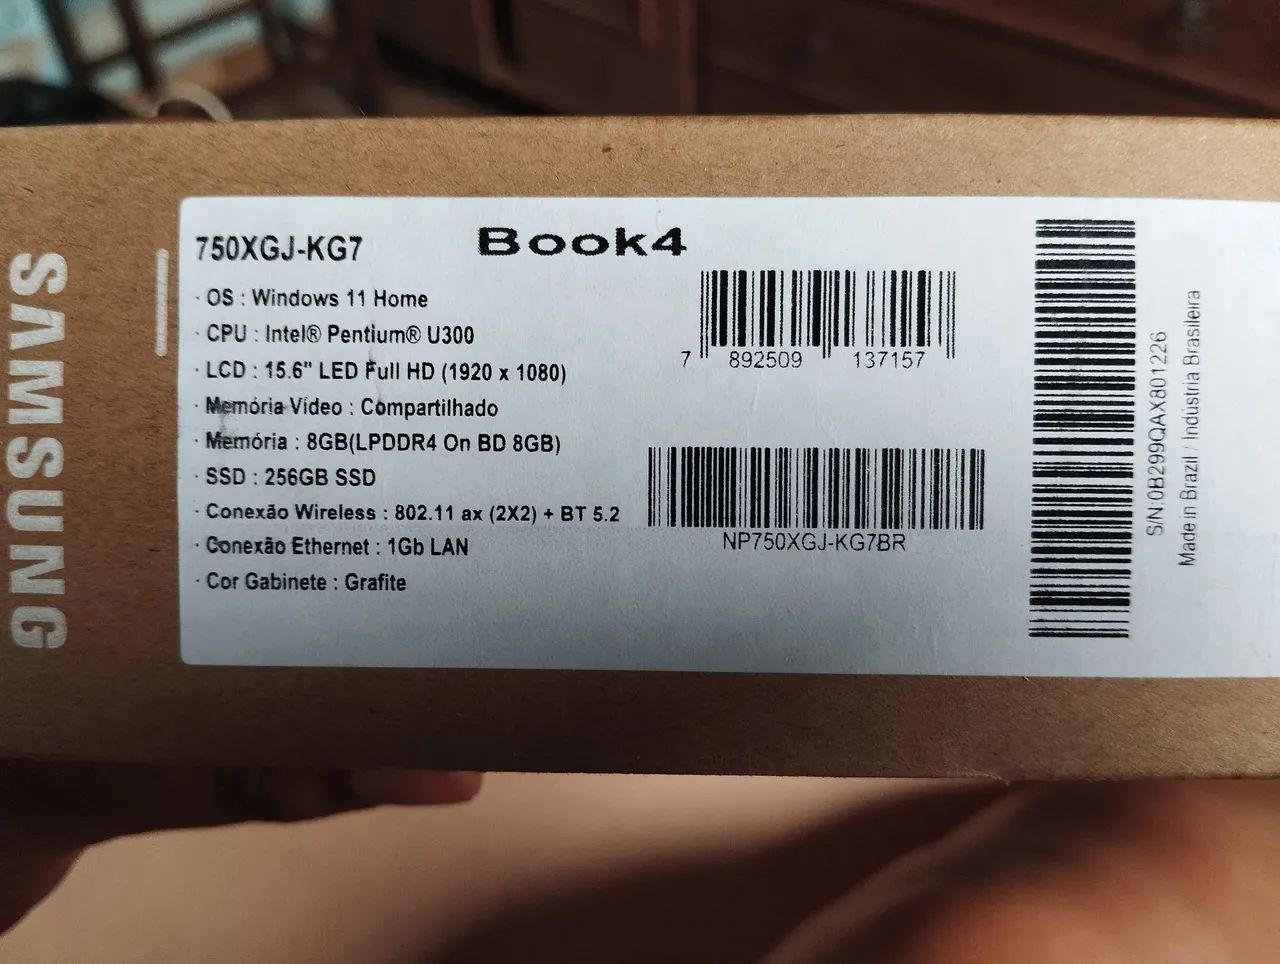 SAMSUNG
750XGJ-KG7
Book4
· OS : Windows 11 Home
· CPU : Intel® Pentium® U300
· LCD : 15.6" LED Full HD (1920 x 1080)
· Memória Vídeo : Compartilhado
· Memória : 8GB(LPDDR4 On BD 8GB)
· SSD : 256GB SSD
· Conexão Wireless : 802.11 ax (2X2) + BT 5.2
· Conexão Ethernet : 1Gb LAN
· Cor Gabinete : Grafite
7 892509 137157
NP750XGJ-KG7BR
S/N:0B299QAX801226
Made in Brazil / Indústria Brasileira